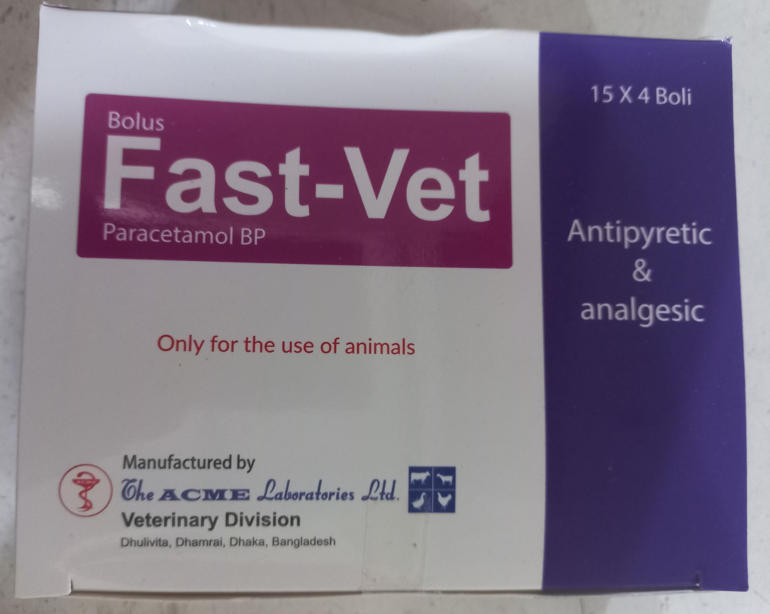 Bolus
Fast-Vet
Paracetamol BP
15 X 4 Boli
Antipyretic
&
analgesic
Only for the use of animals
Manufactured by
The ACME Laboratories Ltd.
Veterinary Division
Dhulivita, Dhamrai, Dhaka, Bangladesh